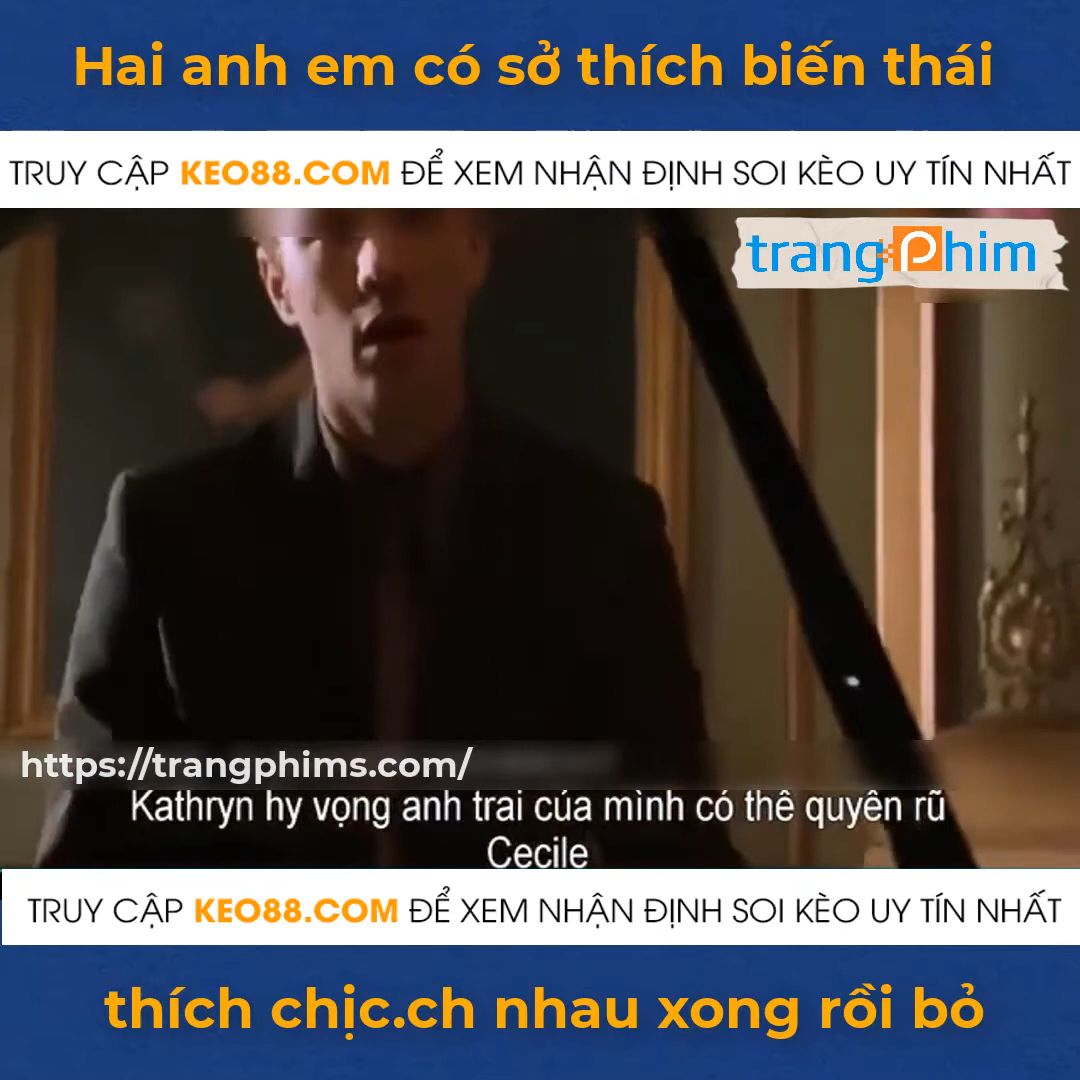 Hai anh em có sở thích biến thái
TRUY CẬP KEO88.COM ĐỂ XEM NHẬN ĐỊNH SOI KÈO UY TÍN NHẤT
trangPhim
https://trangphims.com/
Kathryn hy vọng anh trai của mình có thê quyên rũ
Cecile
TRUY CẬP KEO88.COM ĐỂ XEM NHẬN ĐỊNH SOI KÈO UY TÍN NHẤT
thích chịc.ch nhau xong rồi bỏ